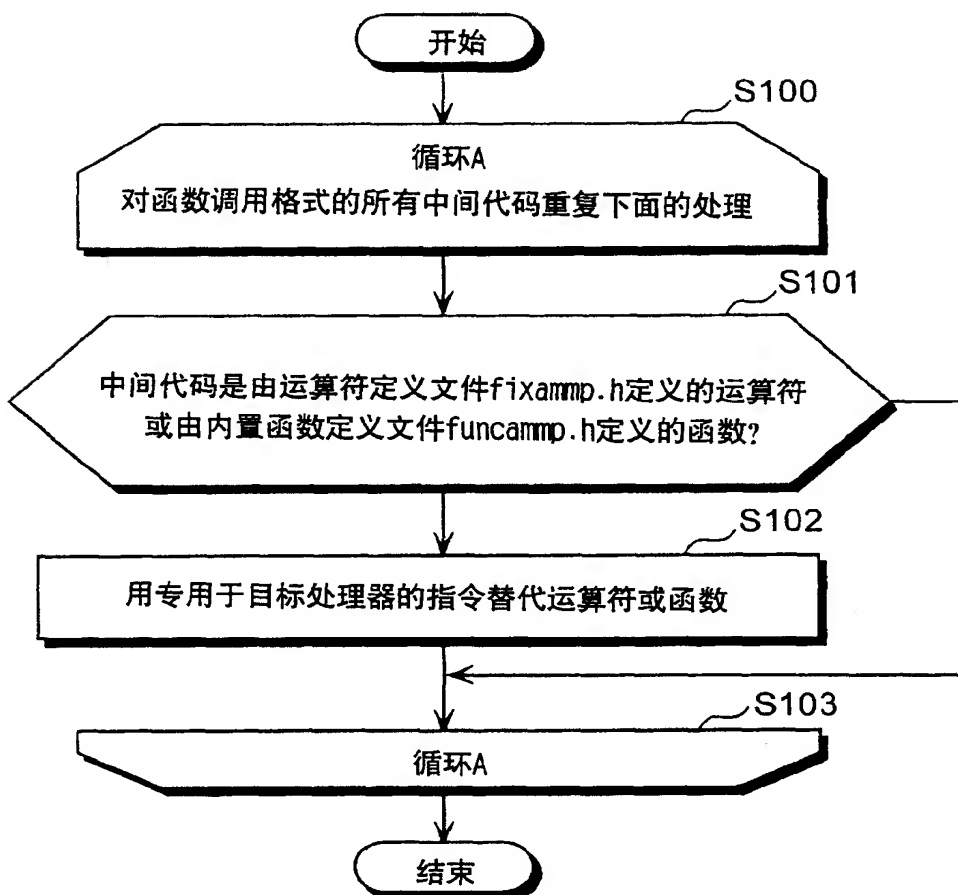 开始
S100
循环A
对函数调用格式的所有中间代码重复下面的处理
S101
中间代码是由运算符定义文件fixammp.h定义的运算符
或由内置函数定义文件funcammp.h定义的函数?
S102
用专用于目标处理器的指令替代运算符或函数
S103
循环A
结束